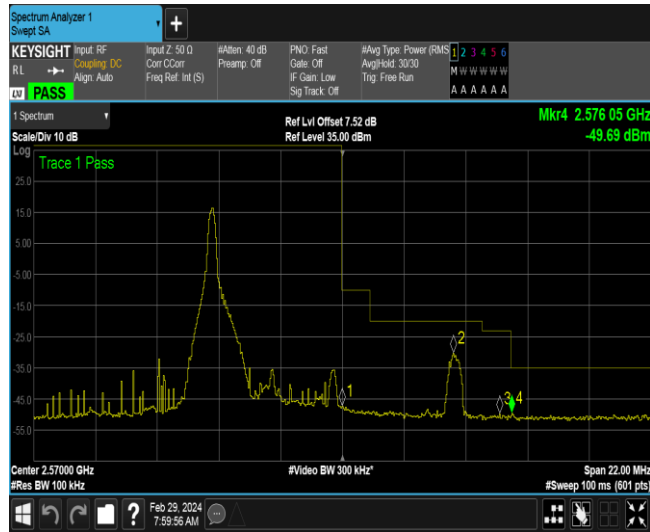 Spectrum Analyzer 1
Swept SA
KEYSIGHT
RL
PASS
Input: RF
Coupling: DC
Align: Auto
Input Z: 50 Ω
Corr CCorr
Freq Ref: Int (S)
#Atten: 40 dB
Preamp: Off
PNO: Fast
Gate: Off
IF Gain: Low
Sig Track: Off
#Avg Type: Power (RMS
Avg|Hold: 30/30
Trig: Free Run
1 2 3 4 5 6
M W W W W W
A A A A A A
1 Spectrum
Scale/Div 10 dB
Ref Lvl Offset 7.52 dB
Ref Level 35.00 dBm
Mkr4 2.576 05 GHz
-49.69 dBm
Log
Trace 1 Pass
25.0
15.0
5.00
-5.00
-15.0
-25.0
-35.0
-45.0
-55.0
1
2
3
4
Center 2.57000 GHz
#Res BW 100 kHz
#Video BW 300 kHz*
Span 22.00 MHz
#Sweep 100 ms (601 pts)
?
Feb 29, 2024
7:59:56 AM